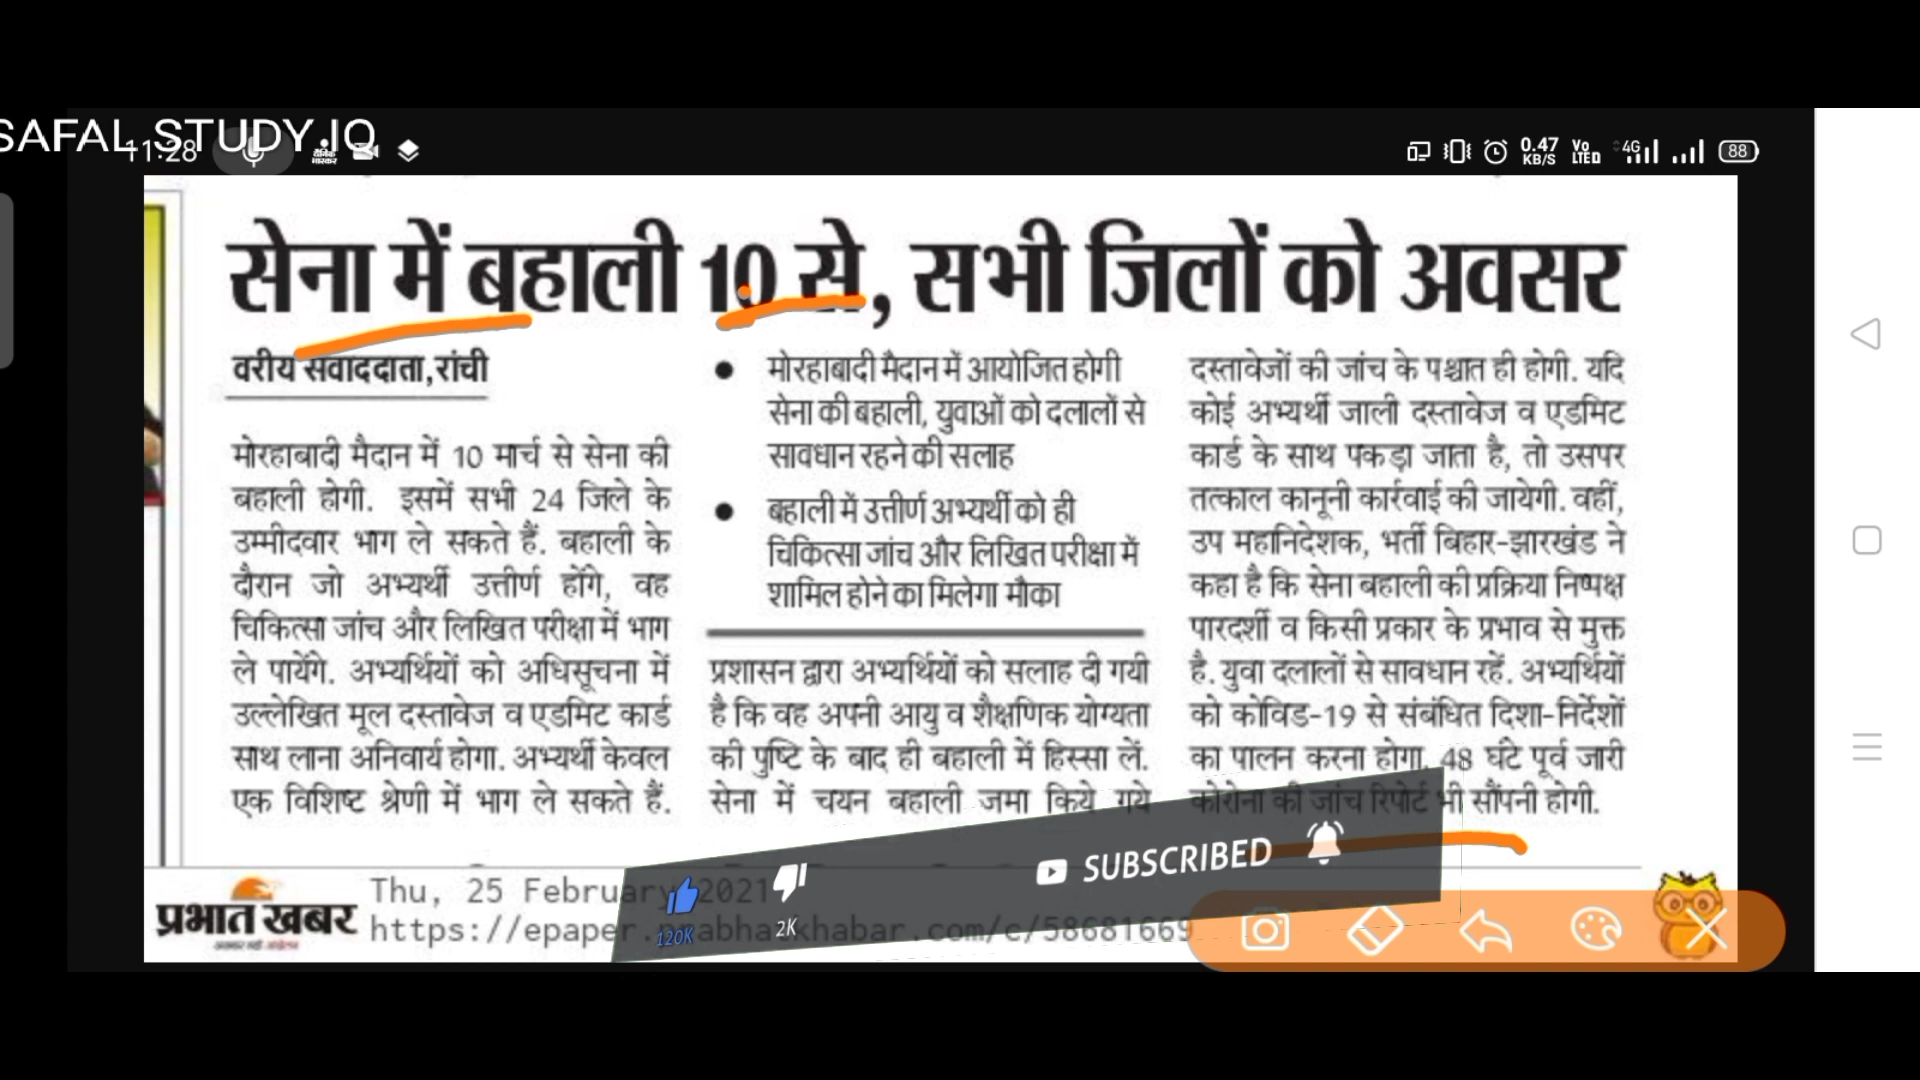 SAFAL STUDY.IQ
11:28
0.47
KB/S
Vo
LTED
4G
88
सेना में बहाली 10 से, सभी जिलों को अवसर
वरीय संवाददाता,रांची
मोरहाबादी मैदान में 10 मार्च से सेना की
बहाली होगी. इसमें सभी 24 जिले के
उम्मीदवार भाग ले सकते हैं. बहाली के
दौरान जो अभ्यर्थी उत्तीर्ण होंगे, वह
चिकित्सा जांच और लिखित परीक्षा में भाग
ले पायेंगे. अभ्यर्थियों को अधिसूचना में
उल्लेखित मूल दस्तावेज व एडमिट कार्ड
साथ लाना अनिवार्य होगा. अभ्यर्थी केवल
एक विशिष्ट श्रेणी में भाग ले सकते हैं.
● मोरहाबादी मैदान में आयोजित होगी
सेना की बहाली, युवाओं को दलालों से
सावधान रहने की सलाह
● बहाली में उत्तीर्ण अभ्यर्थी को ही
चिकित्सा जांच और लिखित परीक्षा में
शामिल होने का मिलेगा मौका
प्रशासन द्वारा अभ्यर्थियों को सलाह दी गयी
है कि वह अपनी आयु व शैक्षणिक योग्यता
की पुष्टि के बाद ही बहाली में हिस्सा लें.
सेना में चयन बहाली जमा किये गये
दस्तावेजों की जांच के पश्चात ही होगी. यदि
कोई अभ्यर्थी जाली दस्तावेज व एडमिट
कार्ड के साथ पकड़ा जाता है, तो उसपर
तत्काल कानूनी कार्रवाई की जायेगी. वहीं,
उप महानिदेशक, भर्ती बिहार-झारखंड ने
कहा है कि सेना बहाली की प्रक्रिया निष्पक्ष
पारदर्शी व किसी प्रकार के प्रभाव से मुक्त
है. युवा दलालों से सावधान रहें. अभ्यर्थियों
को कोविड-19 से संबंधित दिशा-निर्देशों
का पालन करना होगा. 48 घंटे पूर्व जारी
कोरोना की जांच रिपोर्ट भी सौंपनी होगी.
120K
2K
SUBSCRIBED
प्रभात खबर
Thu, 25 February 2021
https://epaper.prabhatkhabar.com/c/58681669